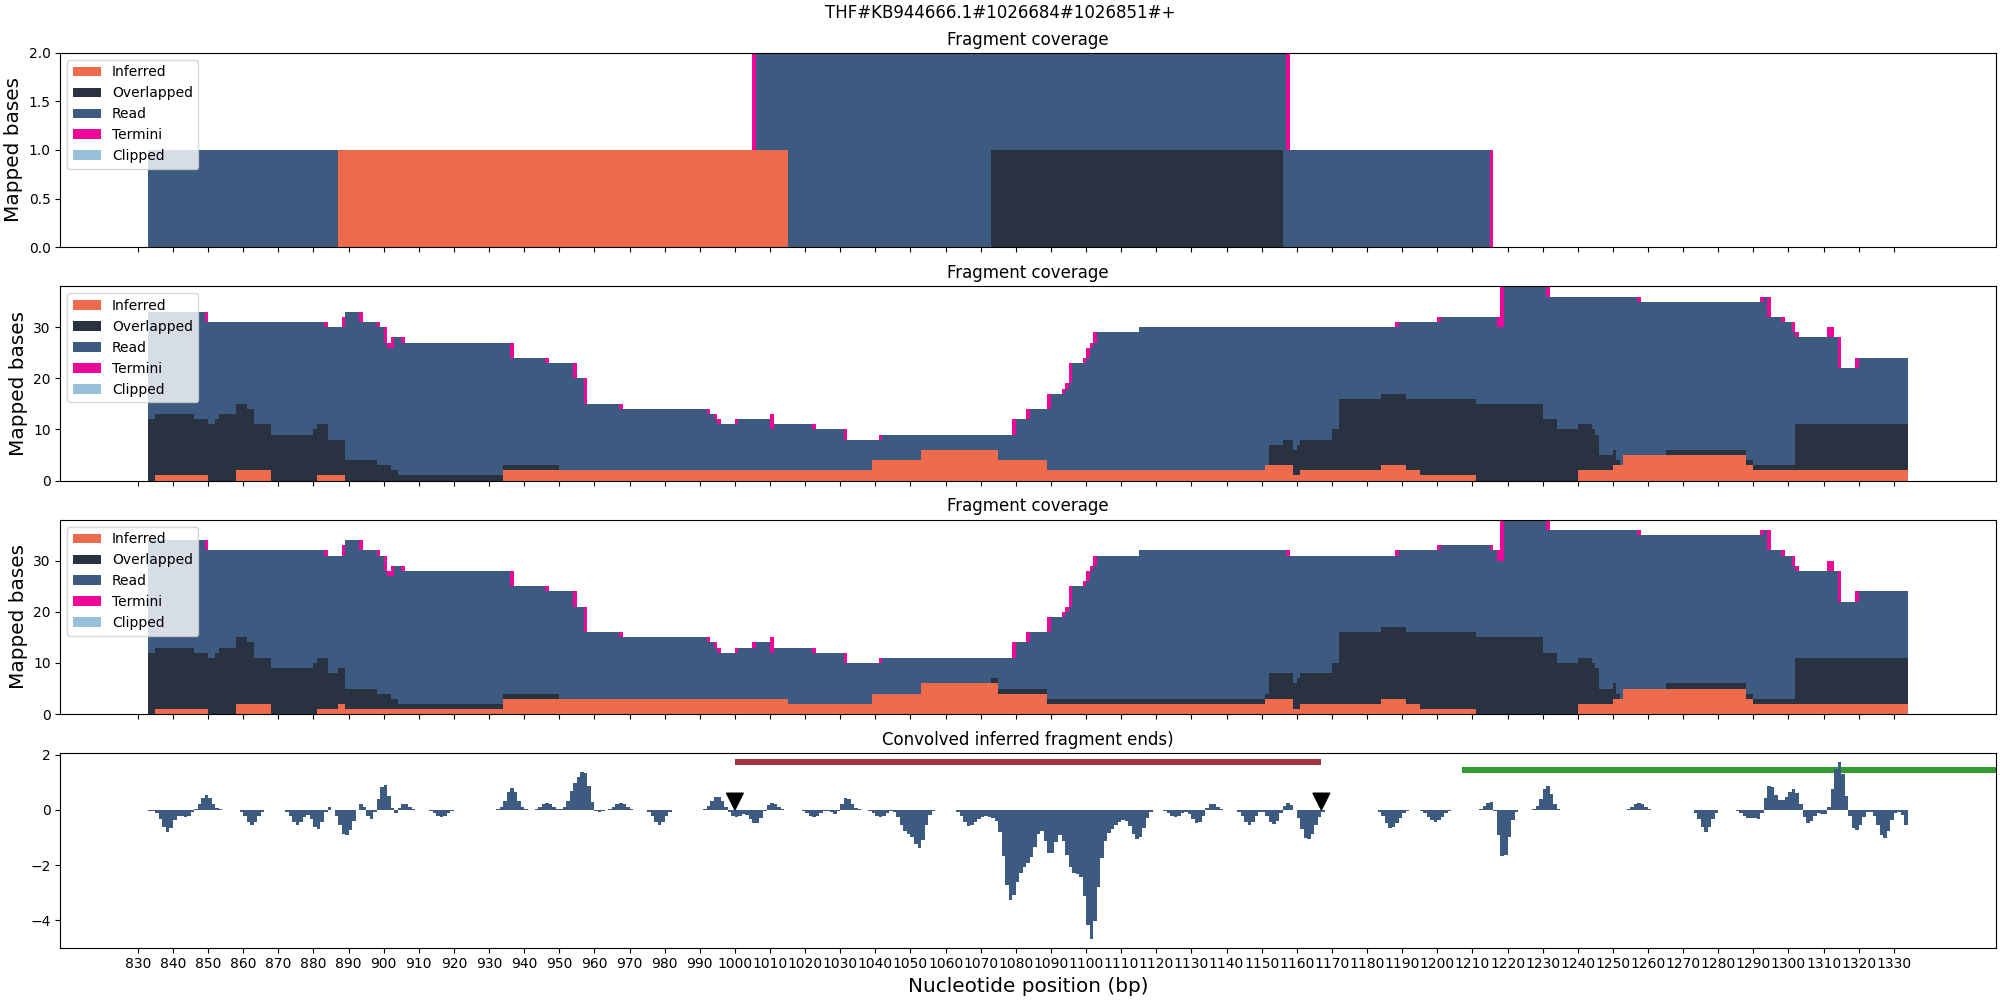 THF#KB944666.1#1026684#1026851#+
Fragment coverage
Mapped bases
2.0
1.5
1.0
0.5
0.0
Inferred
Overlapped
Read
Termini
Clipped
Fragment coverage
Mapped bases
30
20
10
0
Inferred
Overlapped
Read
Termini
Clipped
Fragment coverage
Mapped bases
30
20
10
0
Inferred
Overlapped
Read
Termini
Clipped
Convolved inferred fragment ends)
2
0
−2
−4
830 840 850 860 870 880 890 900 910 920 930 940 950 960 970 980 990 1000 1010 1020 1030 1040 1050 1060 1070 1080 1090 1100 1110 1120 1130 1140 1150 1160 1170 1180 1190 1200 1210 1220 1230 1240 1250 1260 1270 1280 1290 1300 1310 1320 1330
Nucleotide position (bp)